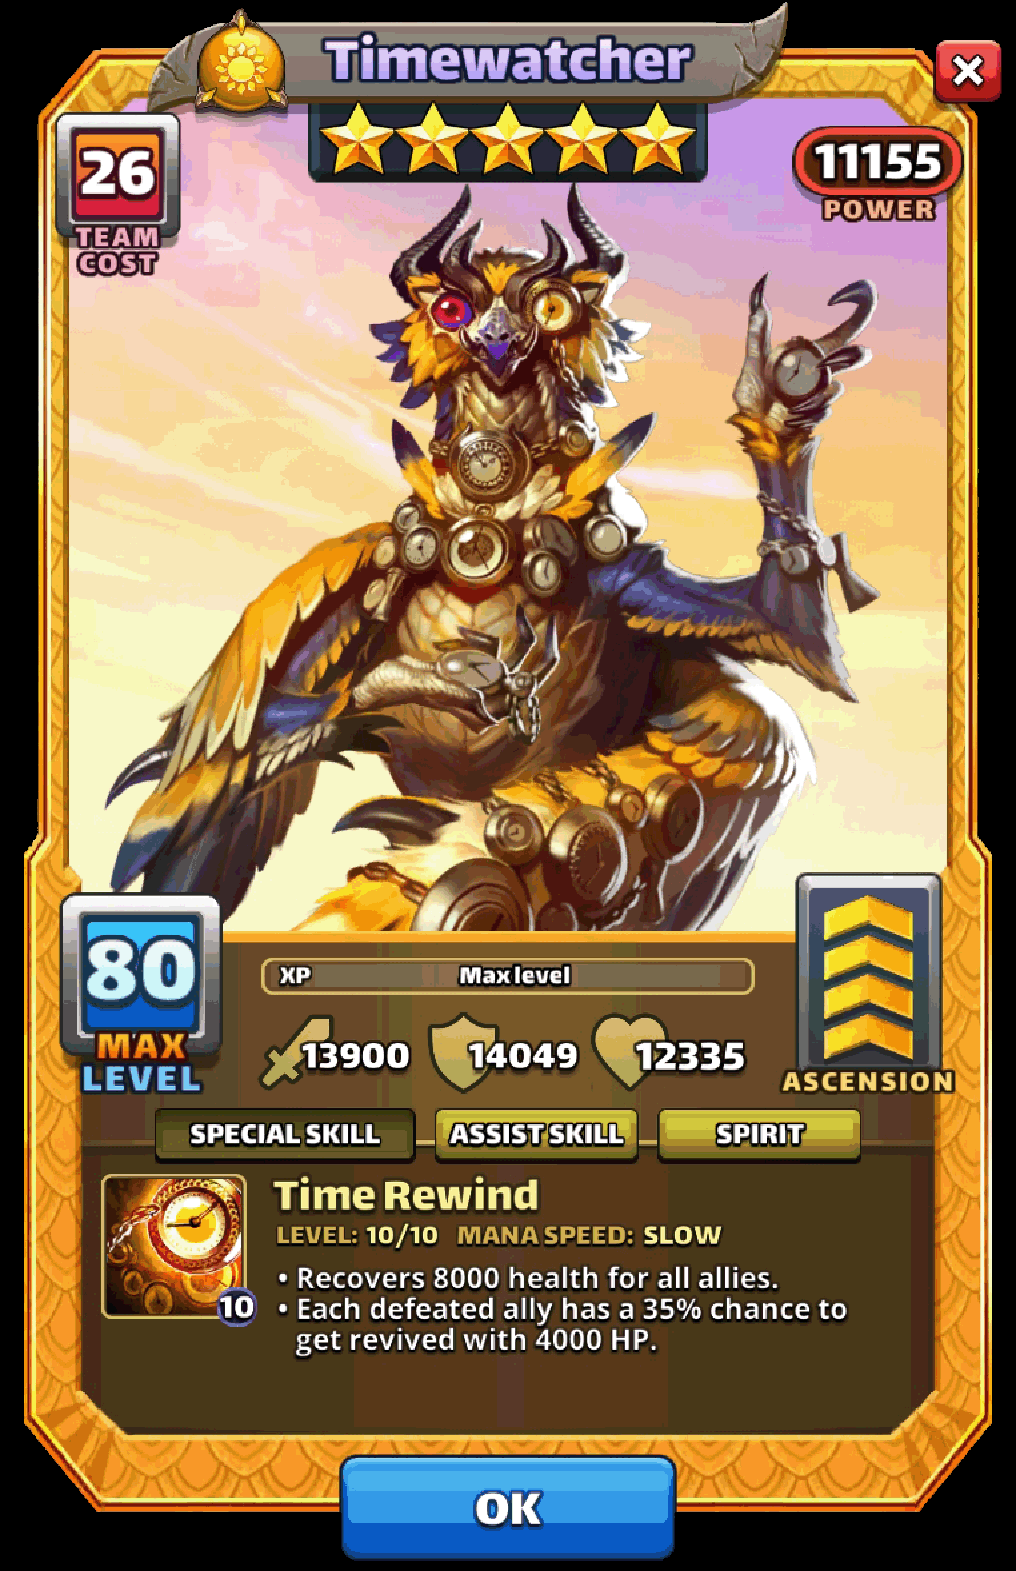 Timewatcher
26
TEAM
COST
11155
POWER
80
MAX
LEVEL
XP Max level
13900 14049 12335
ASCENSION
SPECIAL SKILL ASSIST SKILL SPIRIT
Time Rewind
LEVEL: 10/10 MANA SPEED: SLOW
10
• Recovers 8000 health for all allies.
• Each defeated ally has a 35% chance to
get revived with 4000 HP.
OK